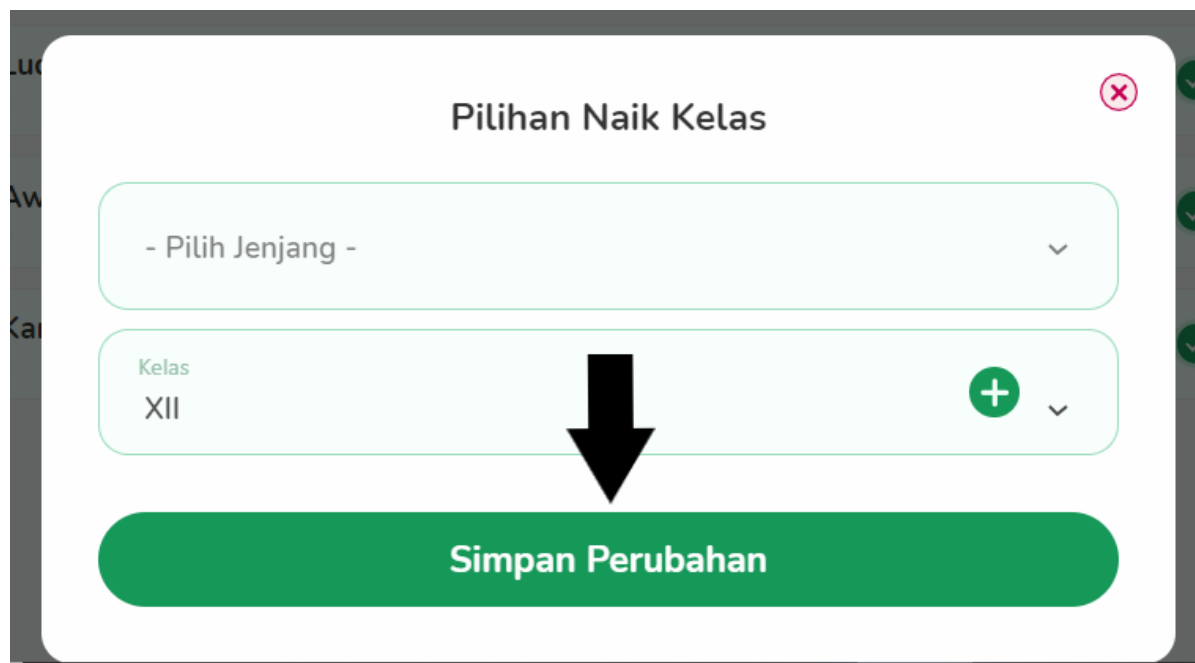 Pilihan Naik Kelas
- Pilih Jenjang -
Kelas
XII
Simpan Perubahan